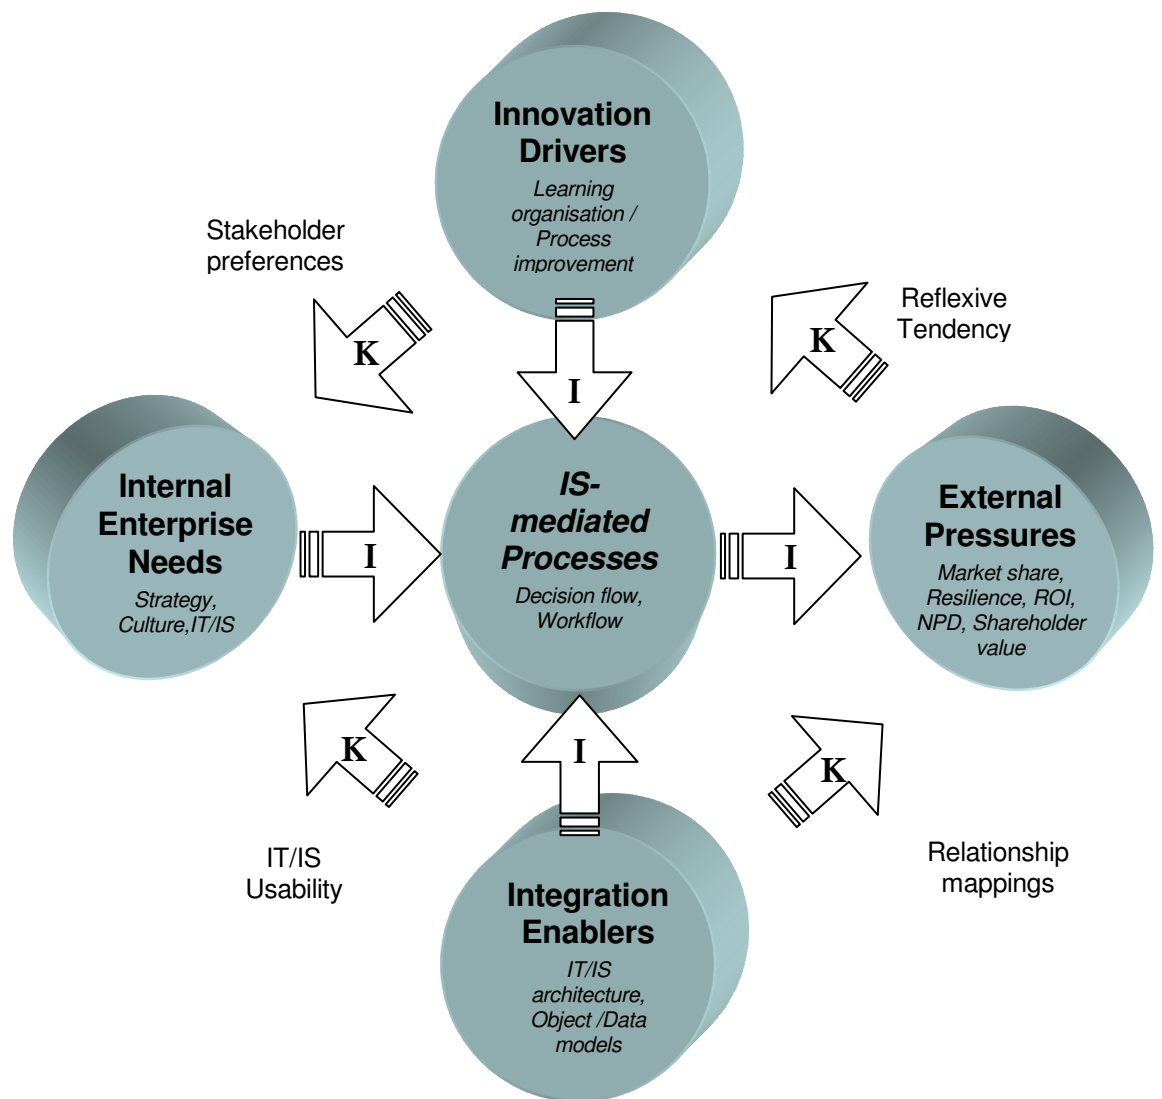 Innovation
Drivers
Learning
organisation /
Process
improvement
Stakeholder
preferences
K
I
K
Reflexive
Tendency
Internal
Enterprise
Needs
Strategy,
Culture,IT/IS
I
IS-
mediated
Processes
Decision flow,
Workflow
I
External
Pressures
Market share,
Resilience, ROI,
NPD, Shareholder
value
K
IT/IS
Usability
I
K
Relationship
mappings
Integration
Enablers
IT/IS
architecture,
Object /Data
models